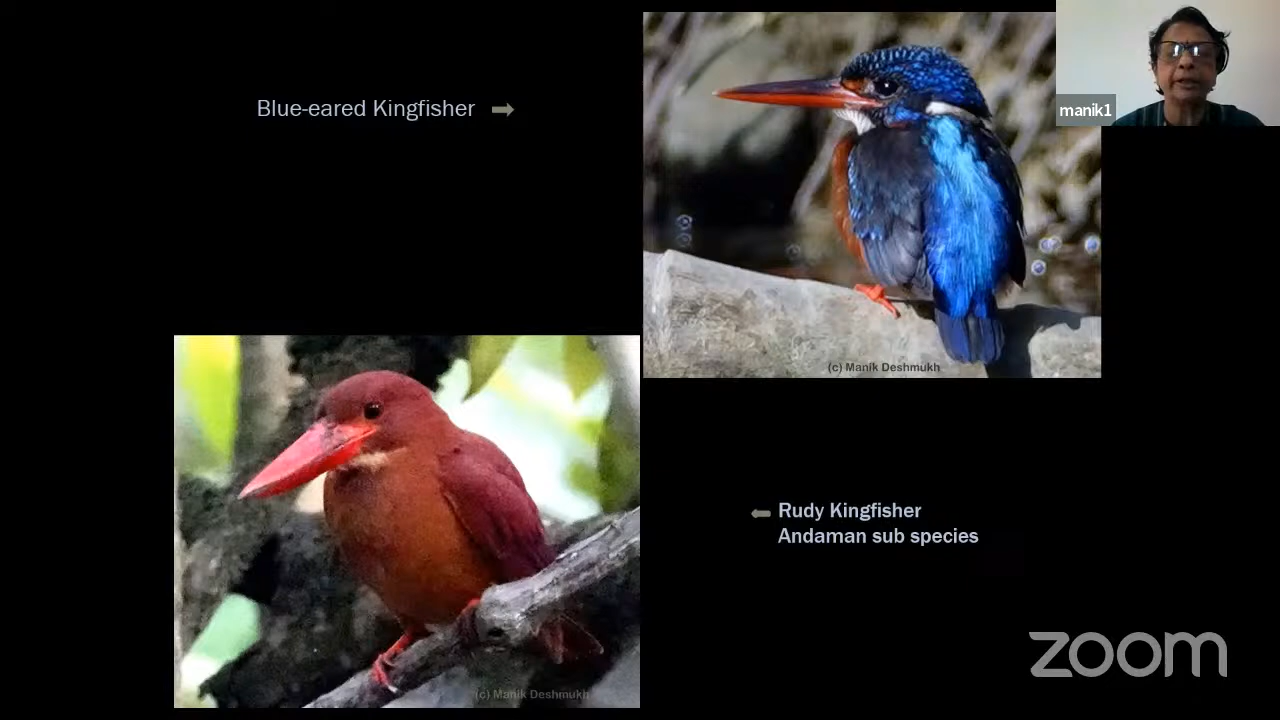 Blue-eared Kingfisher
manik1
(c) Manik Deshmukh
Rudy Kingfisher
Andaman sub species
(c) Manik Deshmukh
zoom